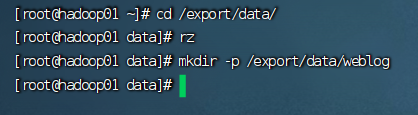 [root@hadoop01 ~]# cd /export/data/
[root@hadoop01 data]# rz
[root@hadoop01 data]# mkdir -p /export/data/weblog
[root@hadoop01 data]#